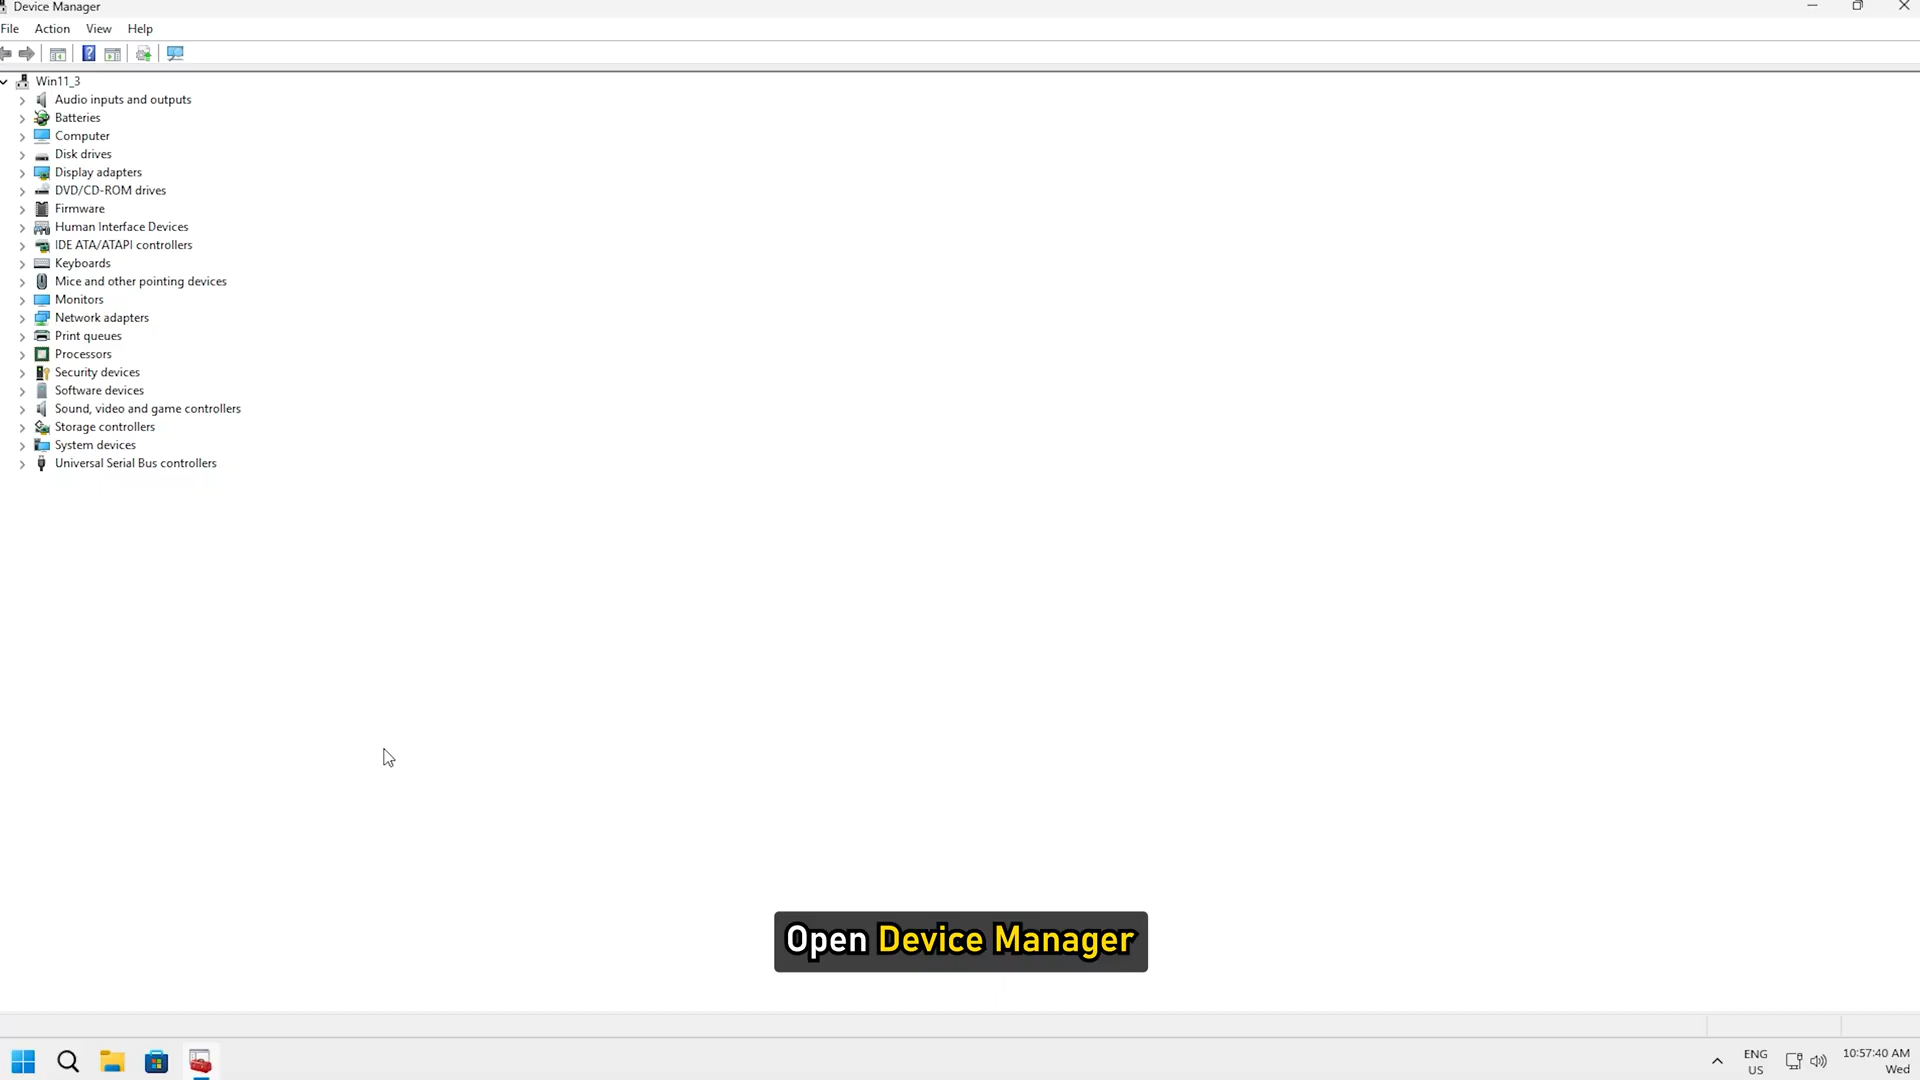 Device Manager
File Action View Help
Win11_3
Audio inputs and outputs
Batteries
Computer
Disk drives
Display adapters
DVD/CD-ROM drives
Firmware
Human Interface Devices
IDE ATA/ATAPI controllers
Keyboards
Mice and other pointing devices
Monitors
Network adapters
Print queues
Processors
Security devices
Software devices
Sound, video and game controllers
Storage controllers
System devices
Universal Serial Bus controllers
Open Device Manager
ENG 10:57:40 AM
US Wed